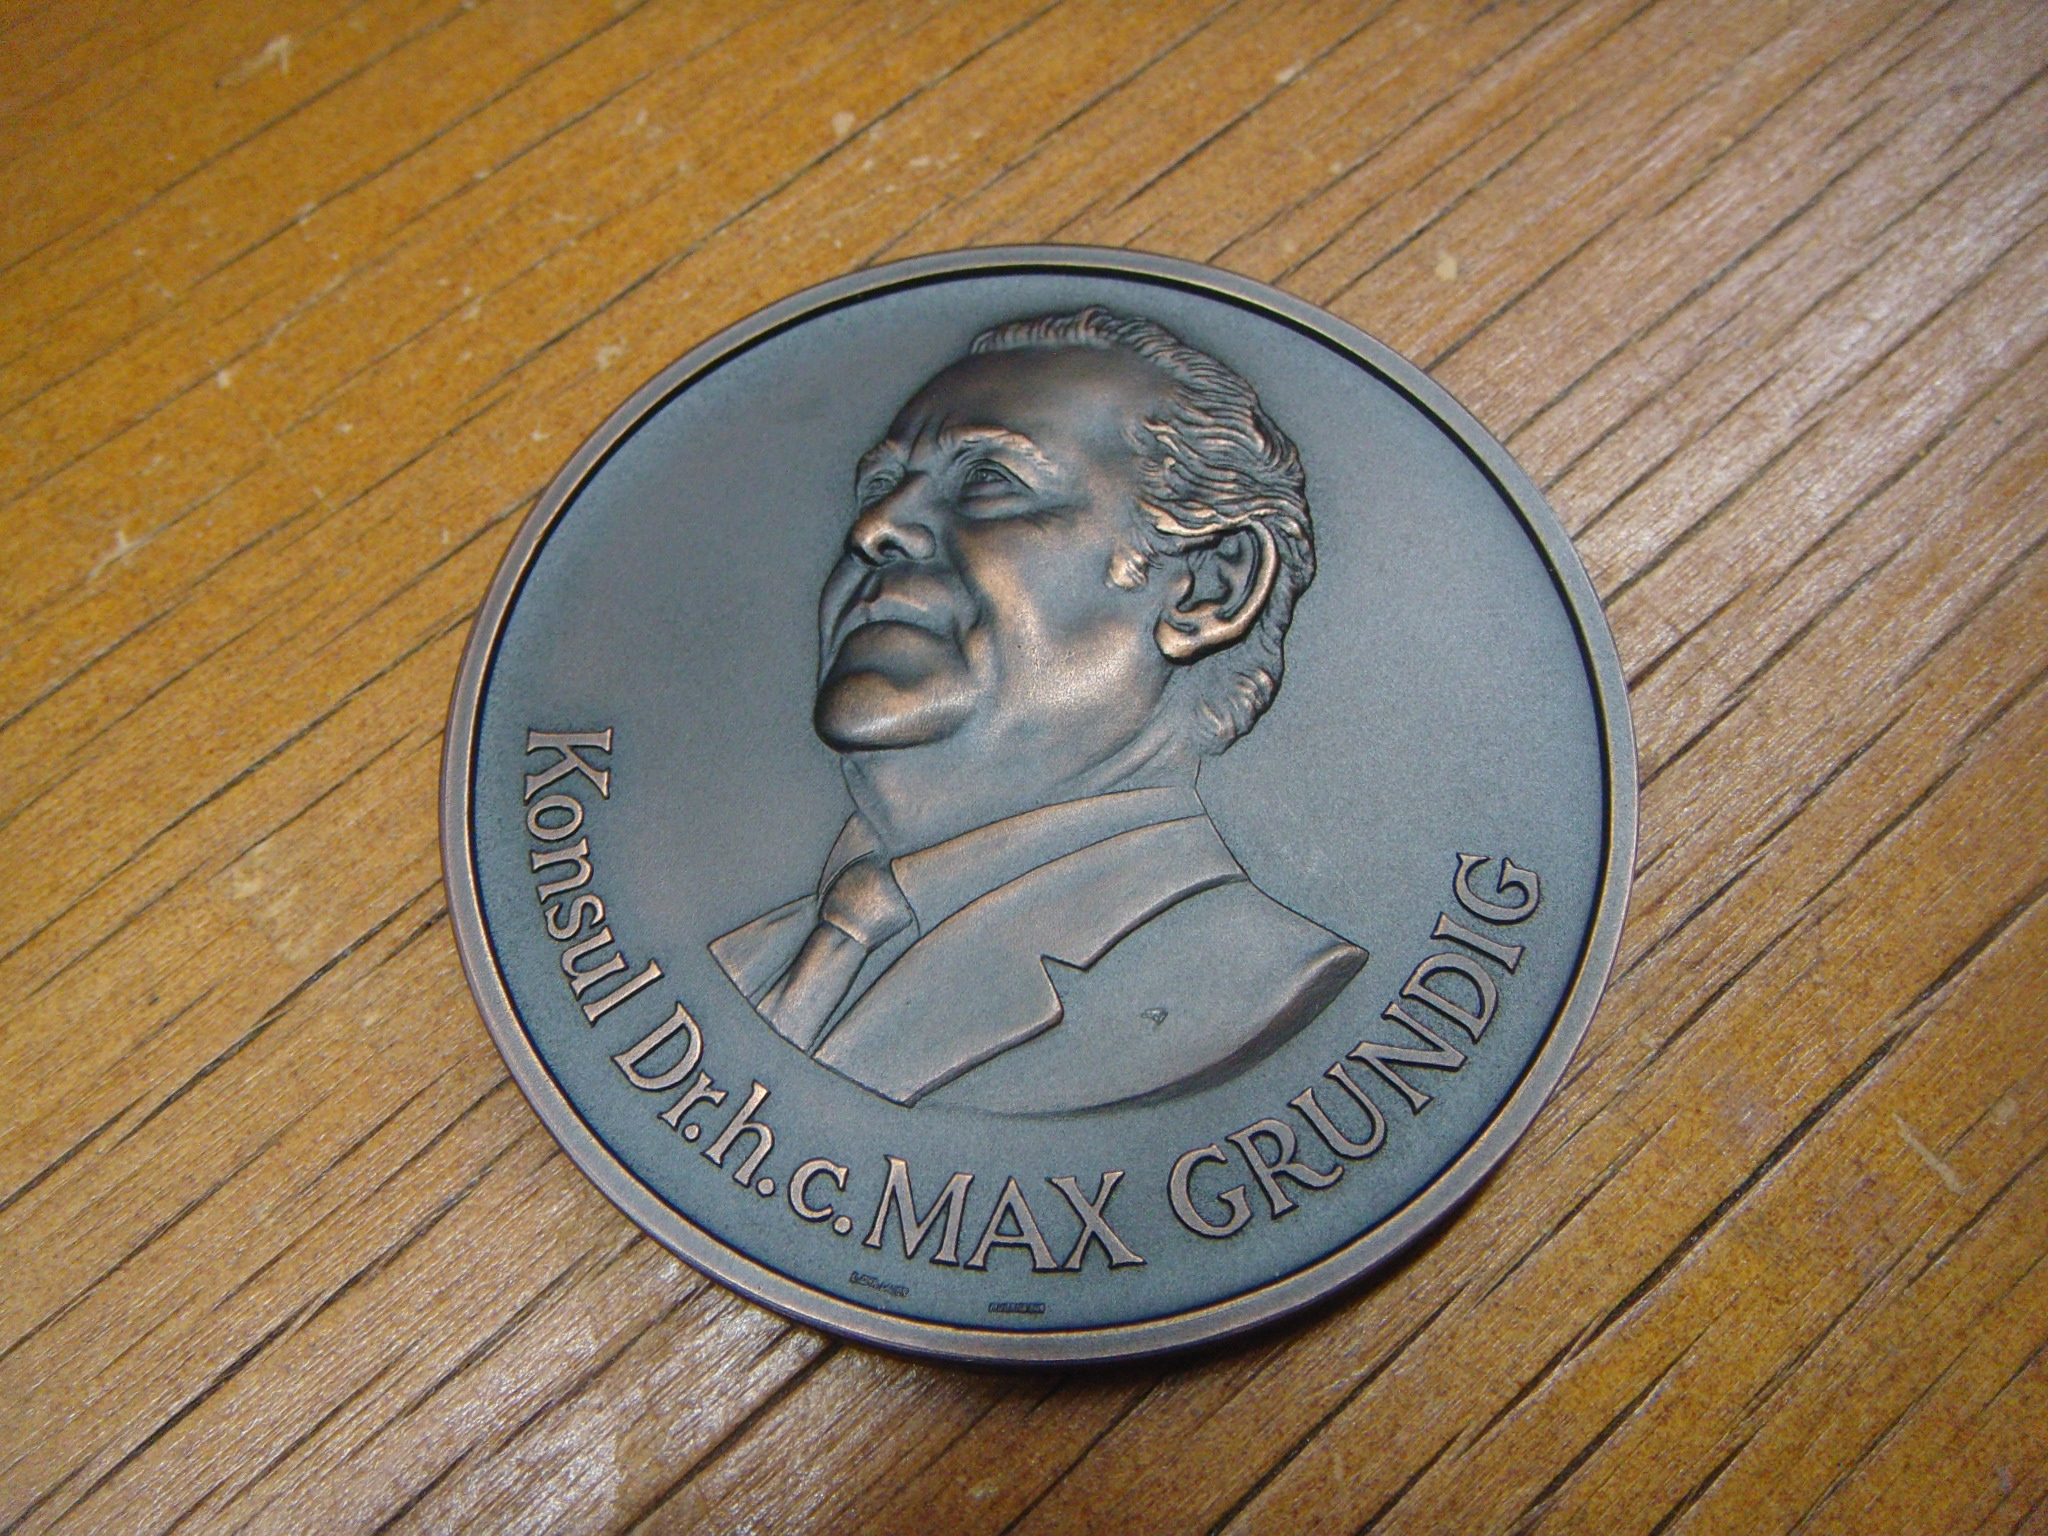 Konsul Dr.h.c. MAX GRUNDIG